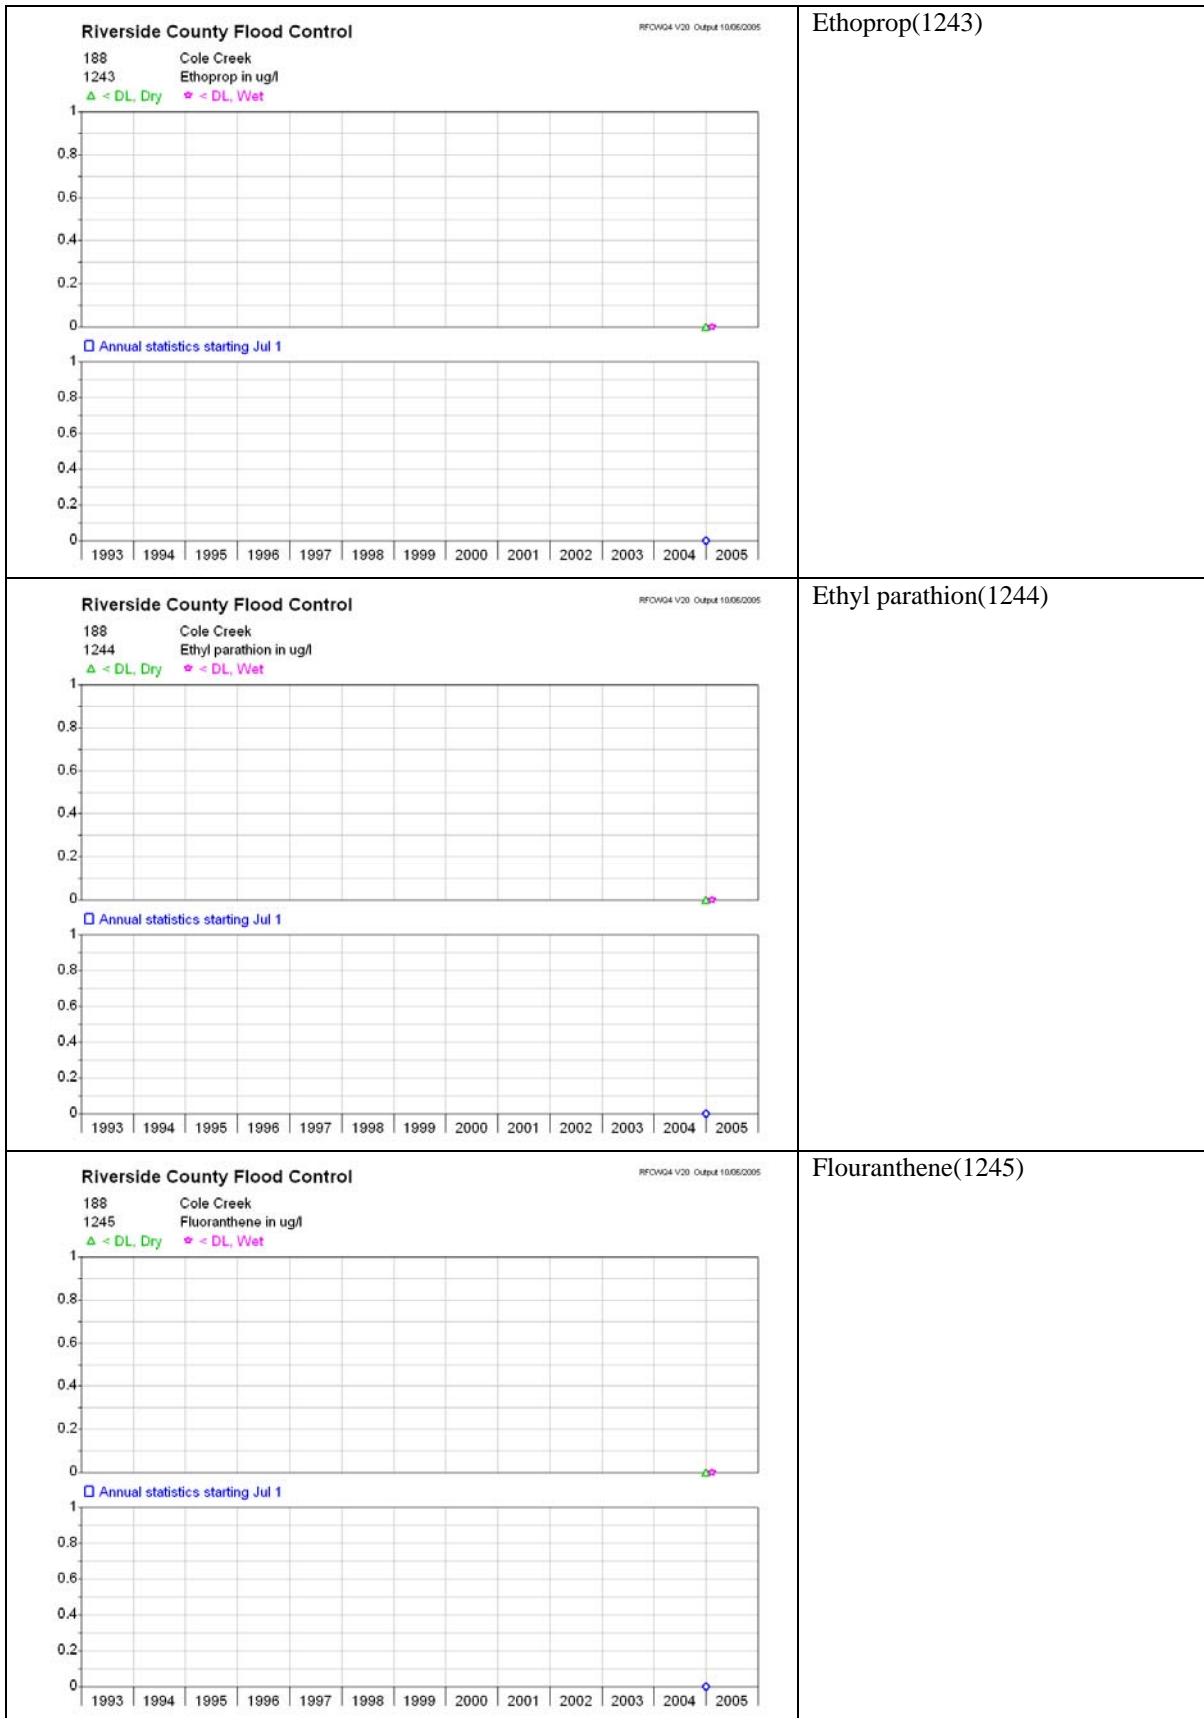 Riverside County Flood Control RFCWQ4 V20 Output 10/06/2005
188 Cole Creek
1243 Ethoprop in ug/l
< DL, Dry < DL, Wet
1
0.8
0.6
0.4
0.2
0
Annual statistics starting Jul 1
1
0.8
0.6
0.4
0.2
0
1993 1994 1995 1996 1997 1998 1999 2000 2001 2002 2003 2004 2005
Ethoprop(1243)
Riverside County Flood Control RFCWQ4 V20 Output 10/06/2005
188 Cole Creek
1244 Ethyl parathion in ug/l
< DL, Dry < DL, Wet
1
0.8
0.6
0.4
0.2
0
Annual statistics starting Jul 1
1
0.8
0.6
0.4
0.2
0
1993 1994 1995 1996 1997 1998 1999 2000 2001 2002 2003 2004 2005
Ethyl parathion(1244)
Riverside County Flood Control RFCWQ4 V20 Output 10/06/2005
188 Cole Creek
1245 Fluoranthene in ug/l
< DL, Dry < DL, Wet
1
0.8
0.6
0.4
0.2
0
Annual statistics starting Jul 1
1
0.8
0.6
0.4
0.2
0
1993 1994 1995 1996 1997 1998 1999 2000 2001 2002 2003 2004 2005
Flouranthene(1245)